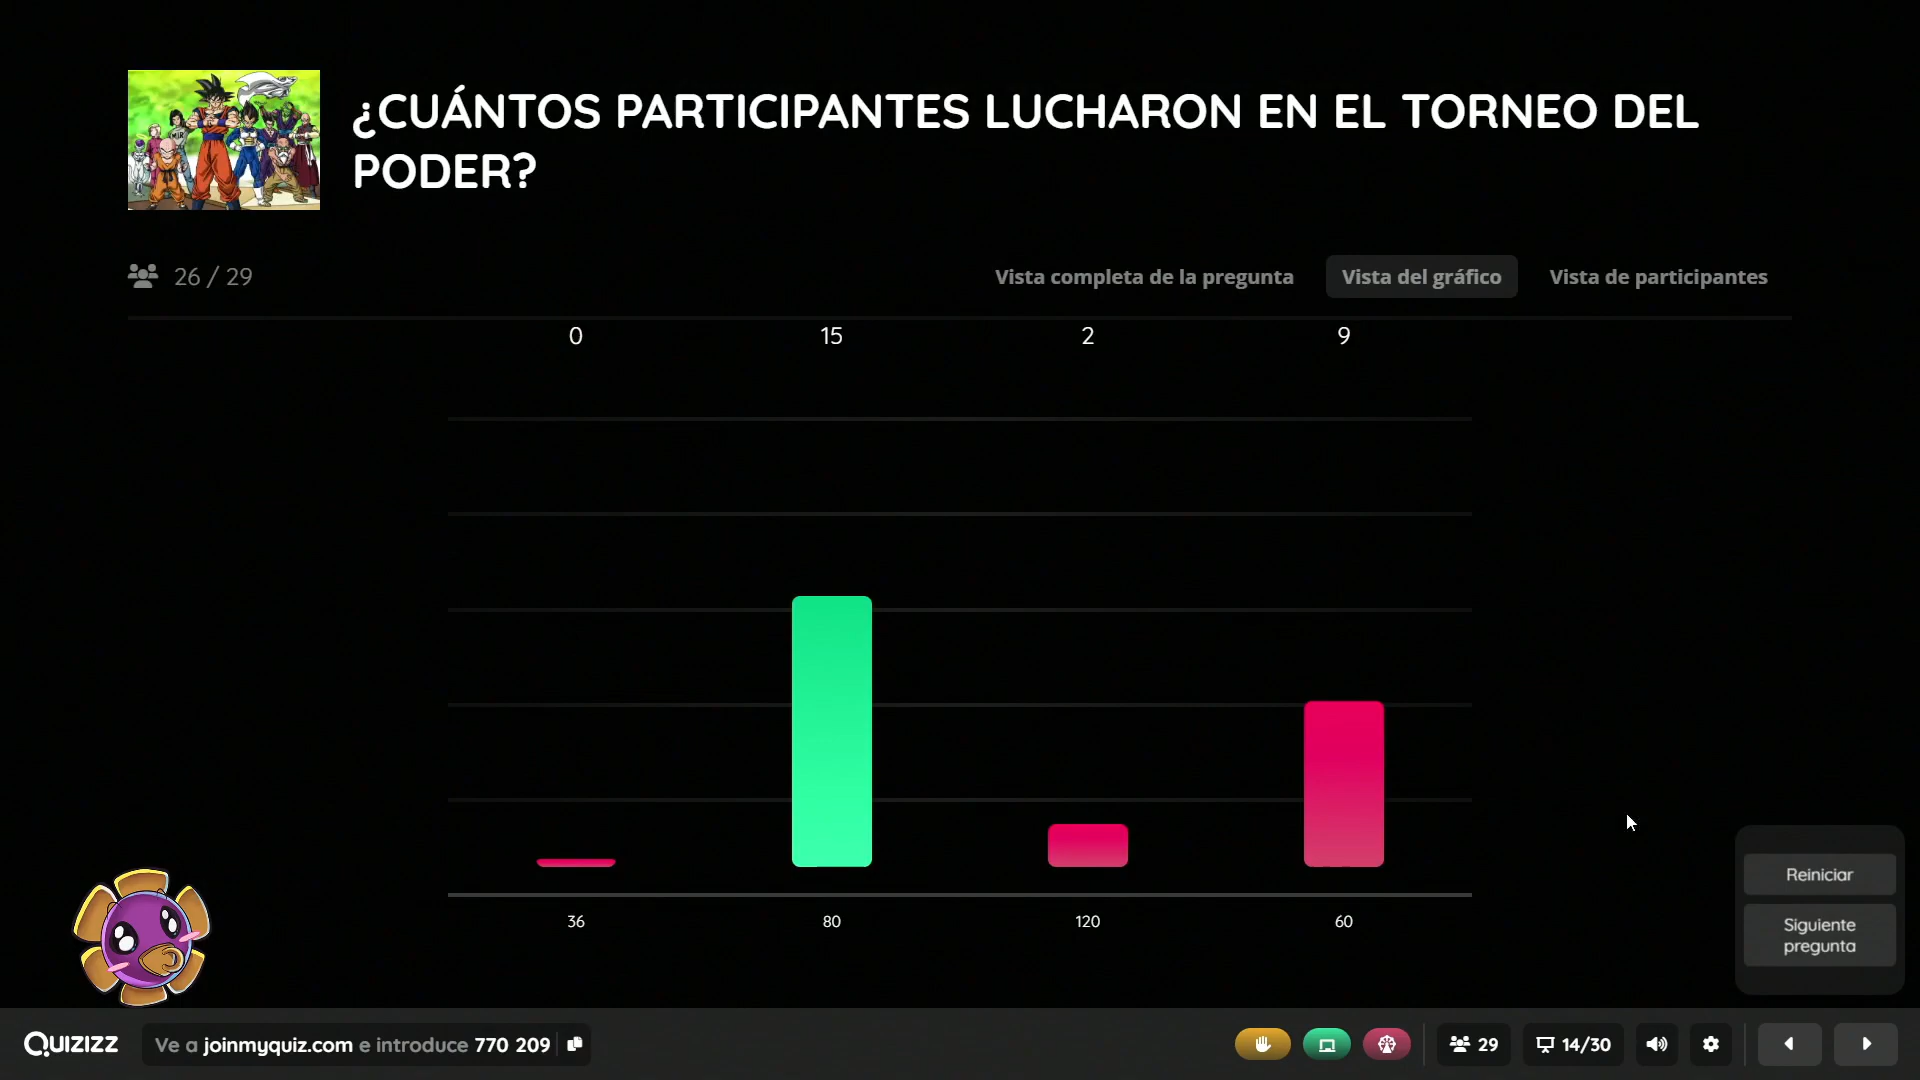 ¿CUÁNTOS PARTICIPANTES LUCHARON EN EL TORNEO DEL
PODER?
26 / 29
Vista completa de la pregunta
Vista del gráfico
Vista de participantes
0
15
2
9
36
80
120
60
Reiniciar
Siguiente
pregunta
QUIZIZZ
Ve a joinmyquiz.com e introduce 770 209
29
14/30